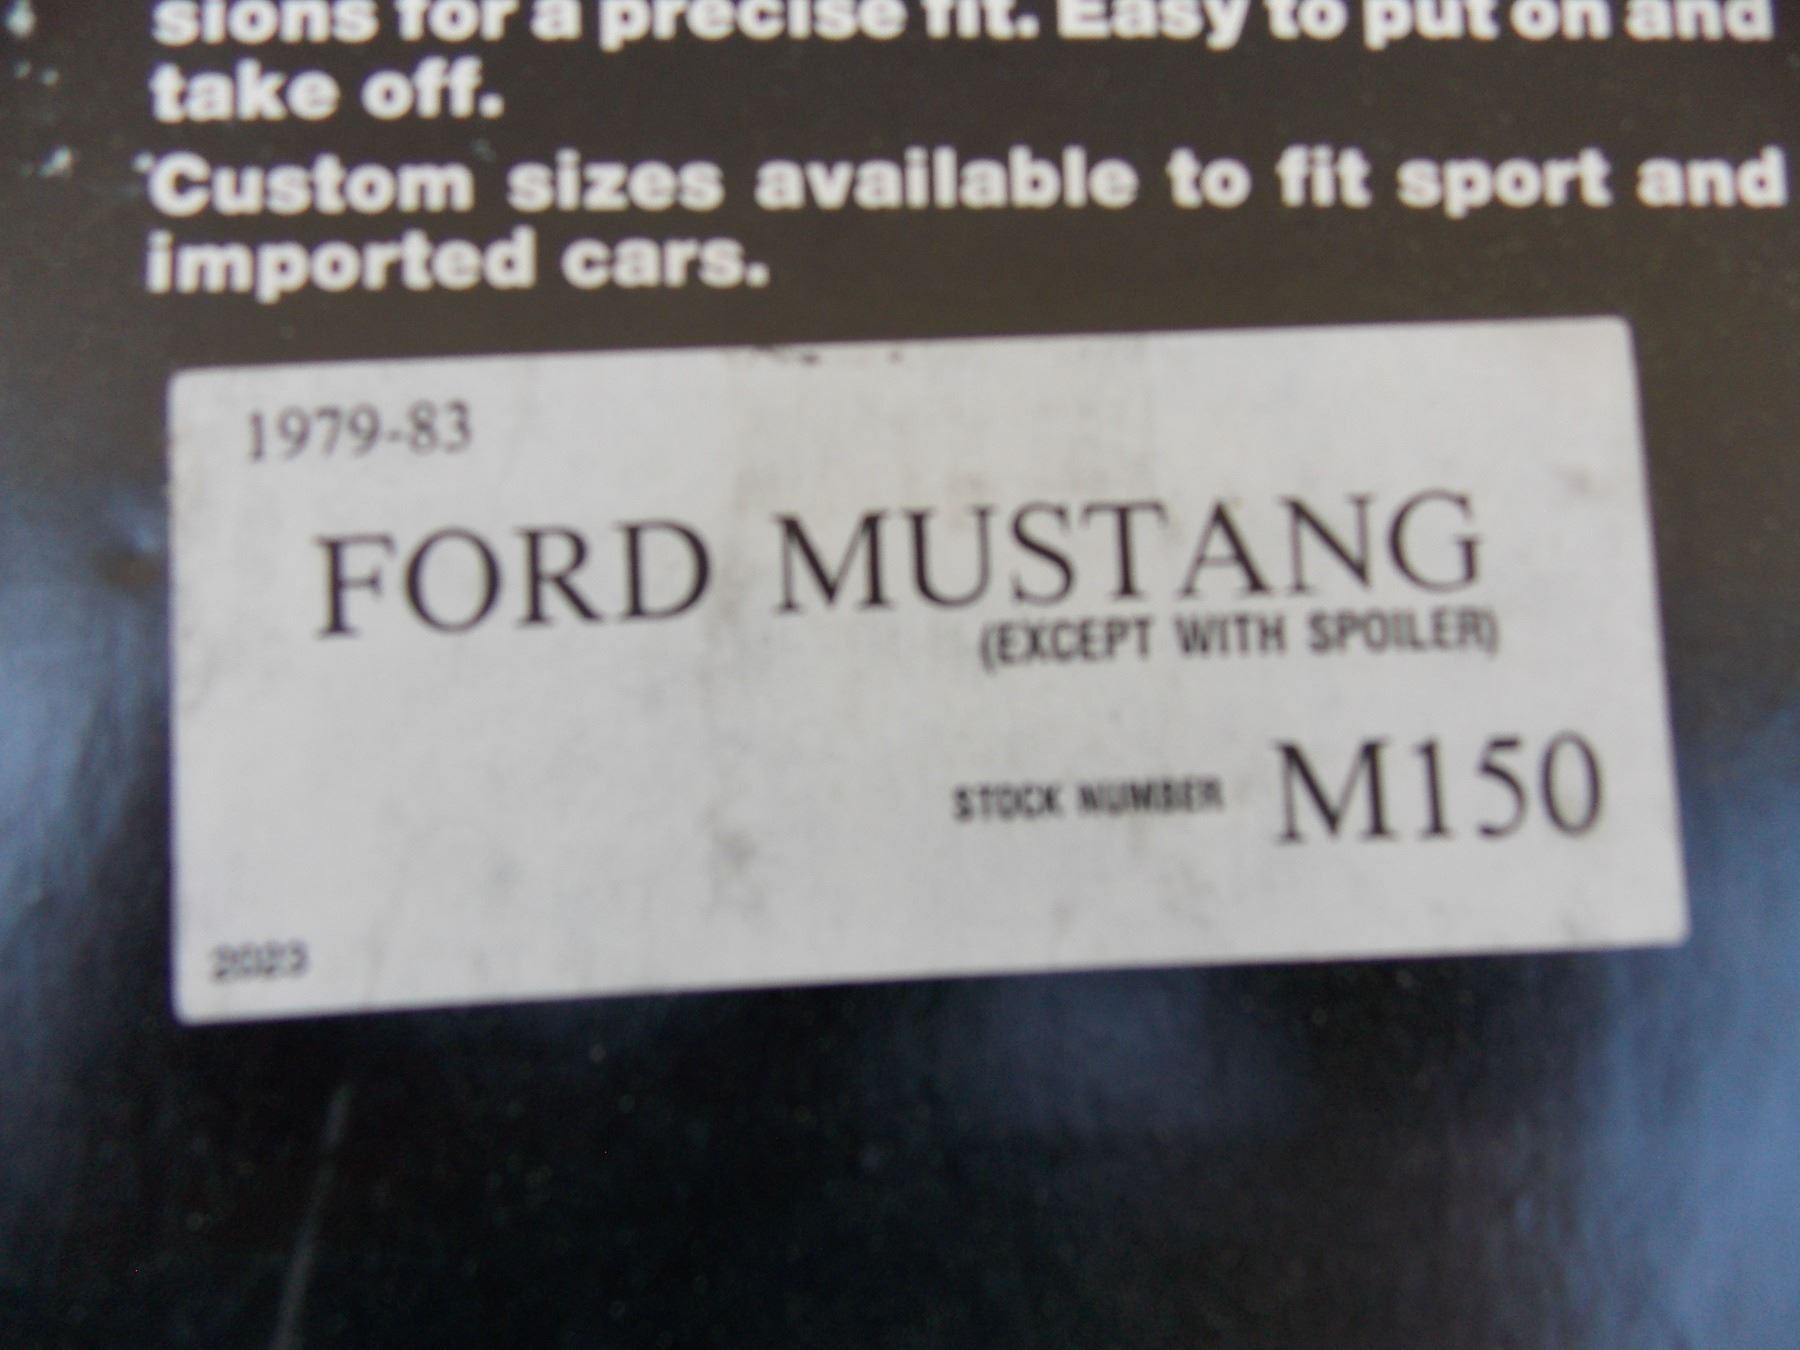 sions for a precise fit. Easy to put on and
take off.
Custom sizes available to fit sport and
imported cars.
1979-83
FORD MUSTANG
(EXCEPT WITH SPOILER)
STOCK NUMBER M150
2023